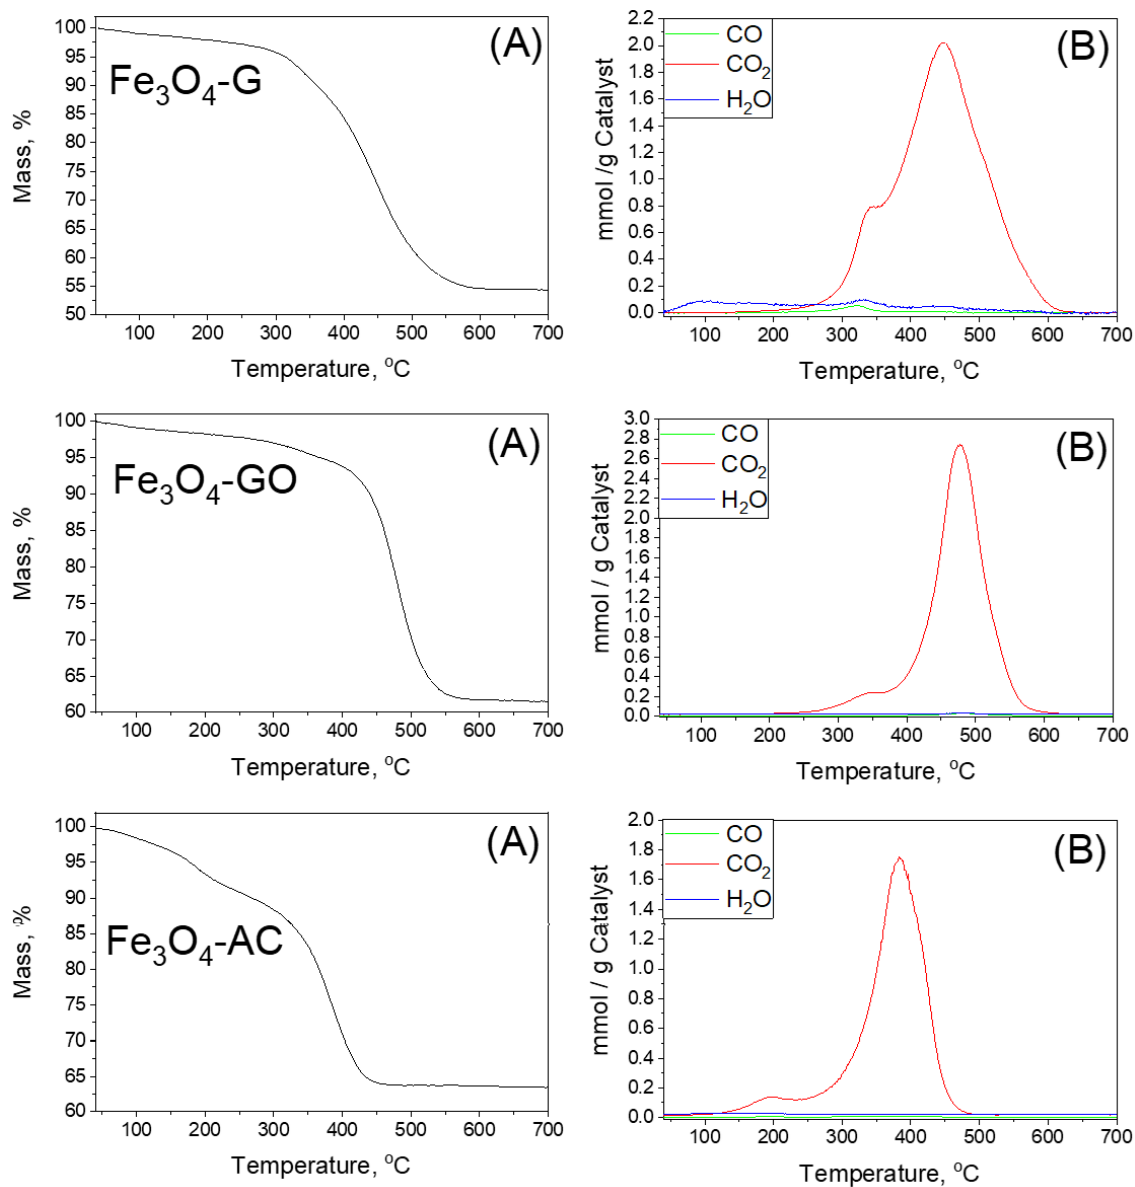 (A)
Fe3O4-G
Mass, %
100
95
90
85
80
75
70
65
60
55
50
100 200 300 400 500 600 700
Temperature, oC
(B)
CO
CO2
H2O
mmol /g Catalyst
2.2
2.0
1.8
1.6
1.4
1.2
1.0
0.8
0.6
0.4
0.2
0.0
100 200 300 400 500 600 700
Temperature, oC
(A)
Fe3O4-GO
Mass, %
100
95
90
85
80
75
70
65
60
100 200 300 400 500 600 700
Temperature, oC
(B)
CO
CO2
H2O
mmol / g Catalyst
3.0
2.8
2.6
2.4
2.2
2.0
1.8
1.6
1.4
1.2
1.0
0.8
0.6
0.4
0.2
0.0
100 200 300 400 500 600 700
Temperature, oC
(A)
Fe3O4-AC
Mass, %
100
95
90
85
80
75
70
65
60
100 200 300 400 500 600 700
Temperature, oC
(B)
CO
CO2
H2O
mmol / g Catalyst
2.0
1.8
1.6
1.4
1.2
1.0
0.8
0.6
0.4
0.2
0.0
100 200 300 400 500 600 700
Temperature, oC